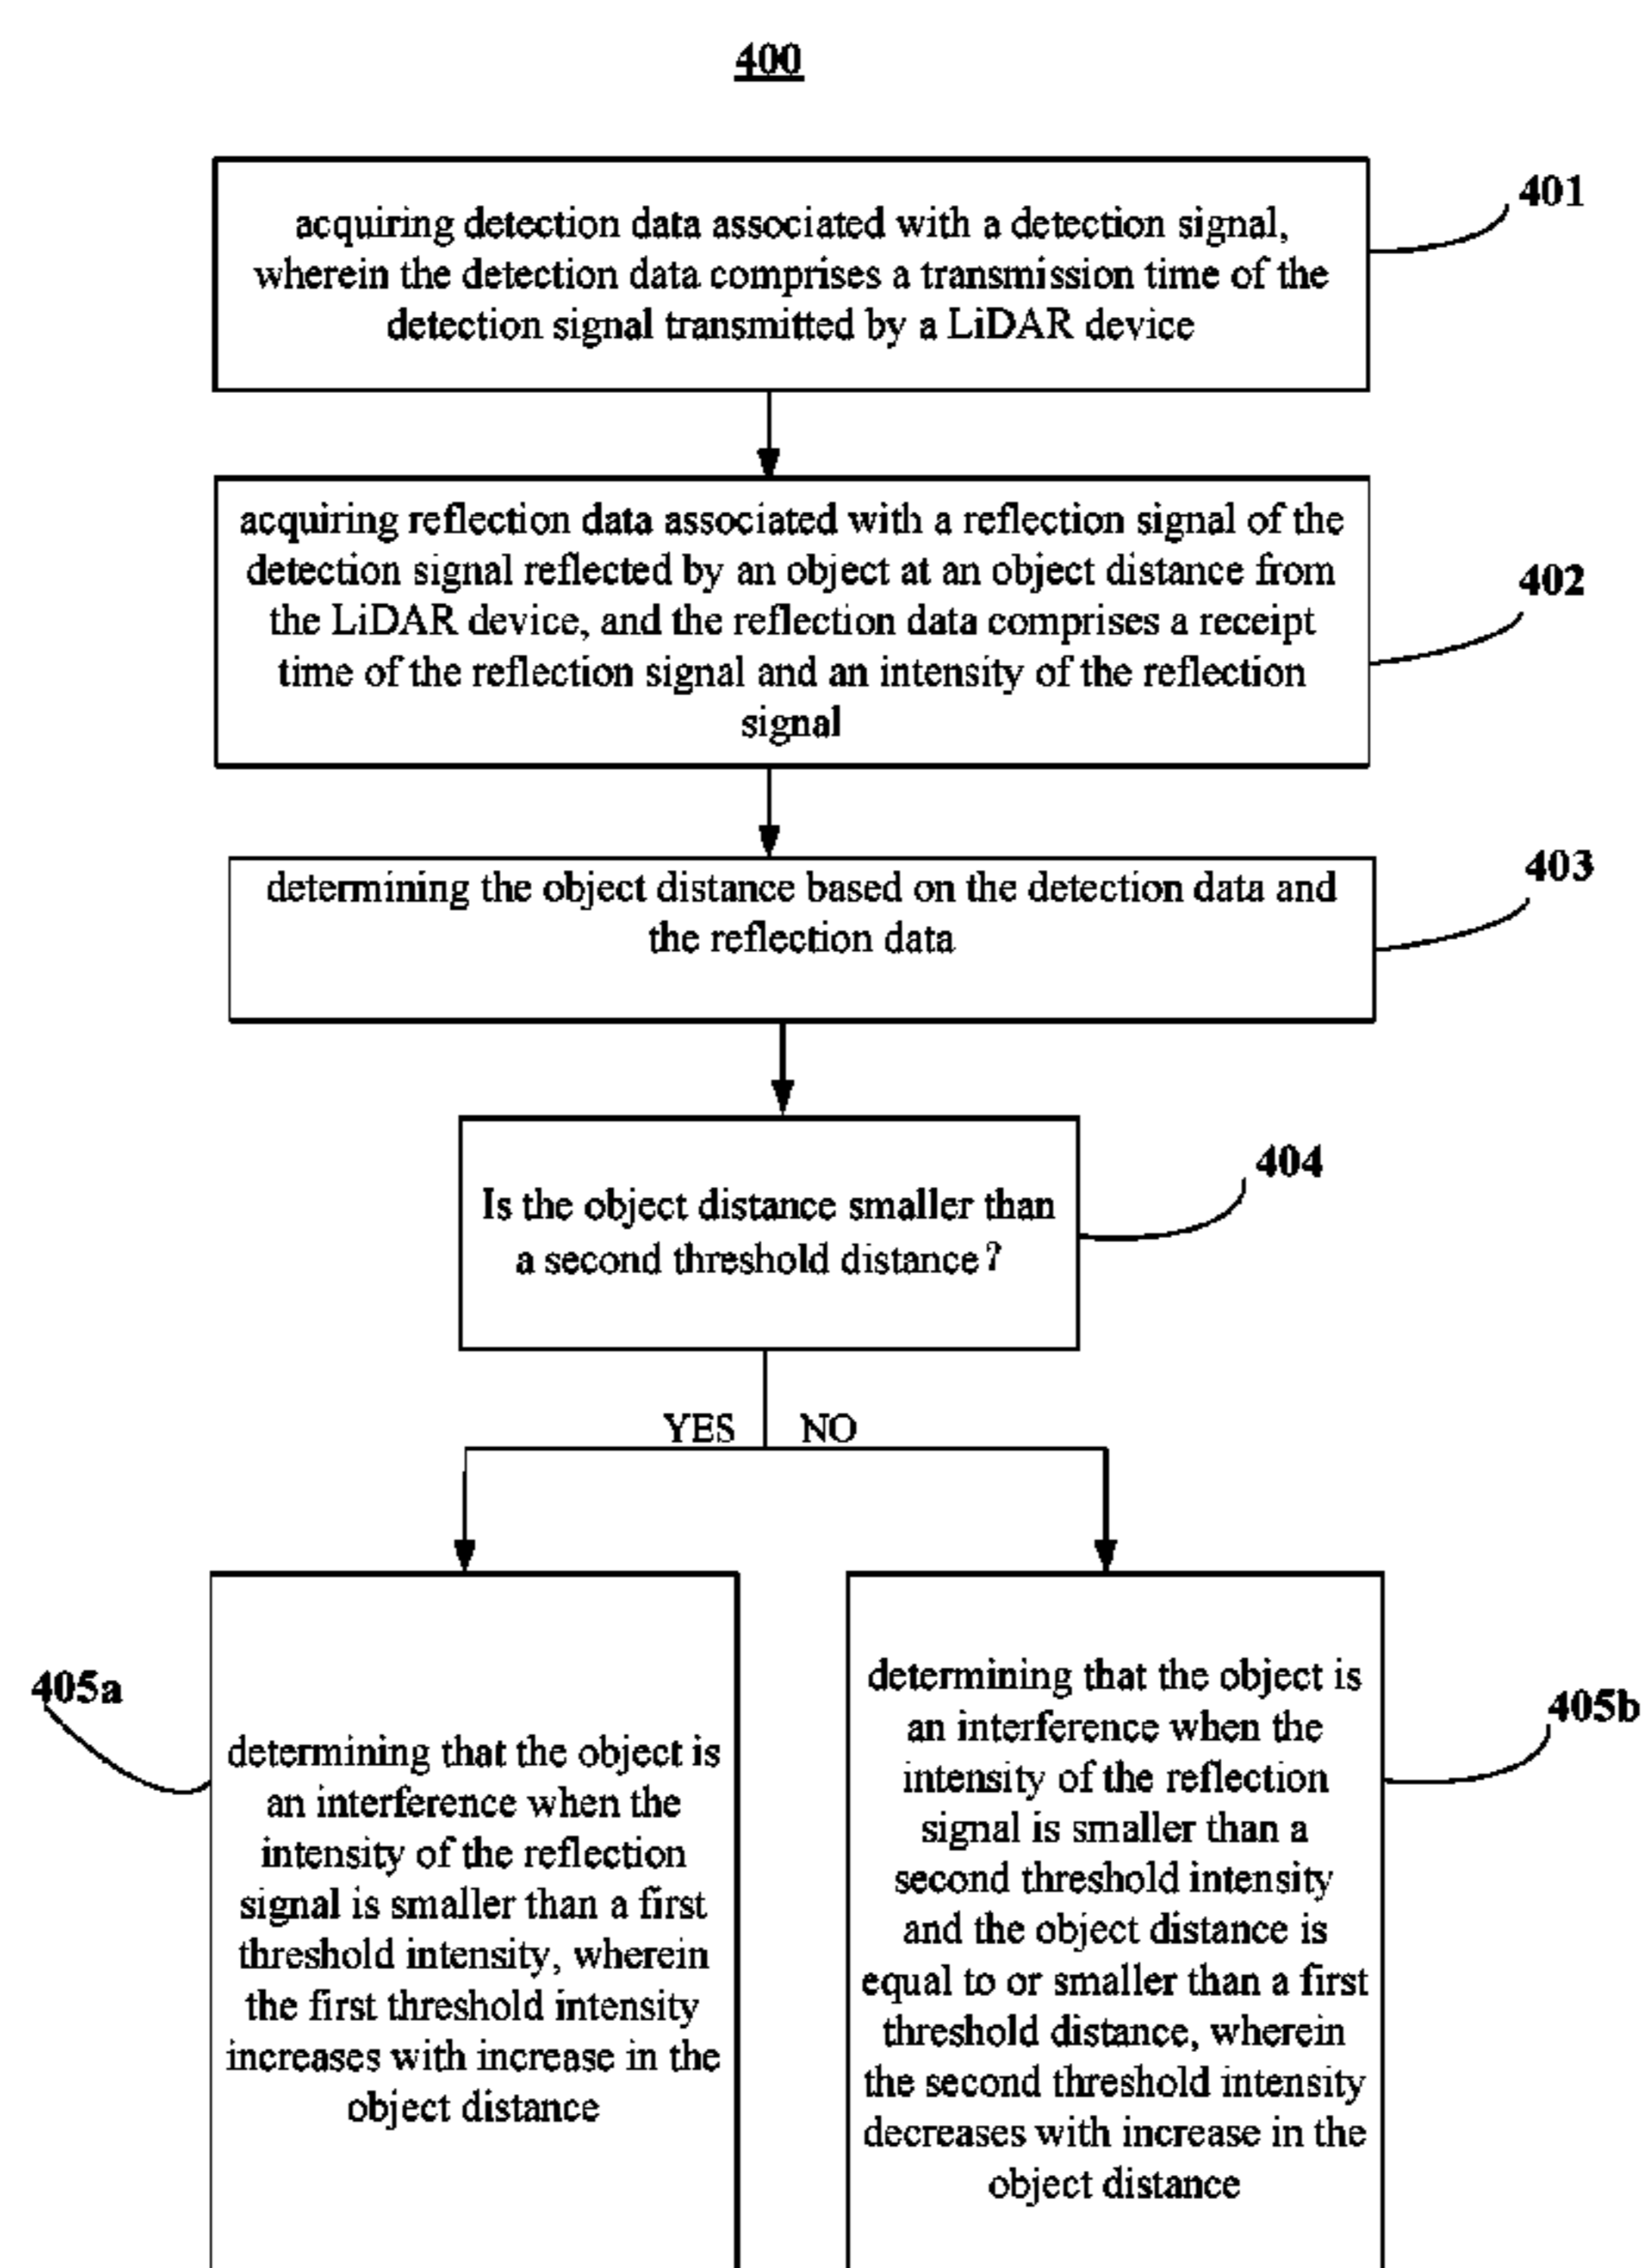 400
acquiring detection data associated with a detection signal,
wherein the detection data comprises a transmission time of the
detection signal transmitted by a LiDAR device
401
acquiring reflection data associated with a reflection signal of the
detection signal reflected by an object at an object distance from
the LiDAR device, and the reflection data comprises a receipt
time of the reflection signal and an intensity of the reflection
signal
402
determining the object distance based on the detection data and
the reflection data
403
Is the object distance smaller than
a second threshold distance?
404
YES NO
405a
determining that the object is
an interference when the
intensity of the reflection
signal is smaller than a first
threshold intensity, wherein
the first threshold intensity
increases with increase in the
object distance
determining that the object is
an interference when the
intensity of the reflection
signal is smaller than a
second threshold intensity
and the object distance is
equal to or smaller than a first
threshold distance, wherein
the second threshold intensity
decreases with increase in the
object distance
405b